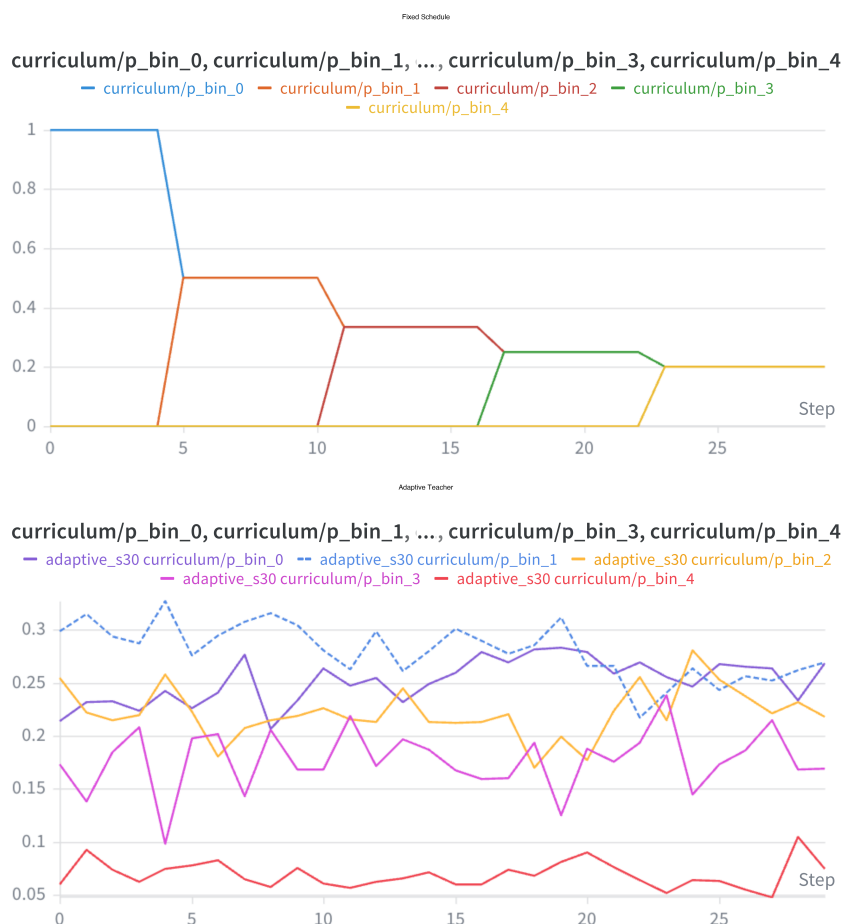 Fixed Schedule
curriculum/p_bin_0, curriculum/p_bin_1, ..., curriculum/p_bin_3, curriculum/p_bin_4
curriculum/p_bin_0 curriculum/p_bin_1 curriculum/p_bin_2 curriculum/p_bin_3
curriculum/p_bin_4
1
0.8
0.6
0.4
0.2
Step
0
0 5 10 15 20 25
Adaptive Teacher
curriculum/p_bin_0, curriculum/p_bin_1, ..., curriculum/p_bin_3, curriculum/p_bin_4
adaptive_s30 curriculum/p_bin_0 adaptive_s30 curriculum/p_bin_1 adaptive_s30 curriculum/p_bin_2
adaptive_s30 curriculum/p_bin_3 adaptive_s30 curriculum/p_bin_4
0.3
0.25
0.2
0.15
0.1
Step
0.05
0 5 10 15 20 25